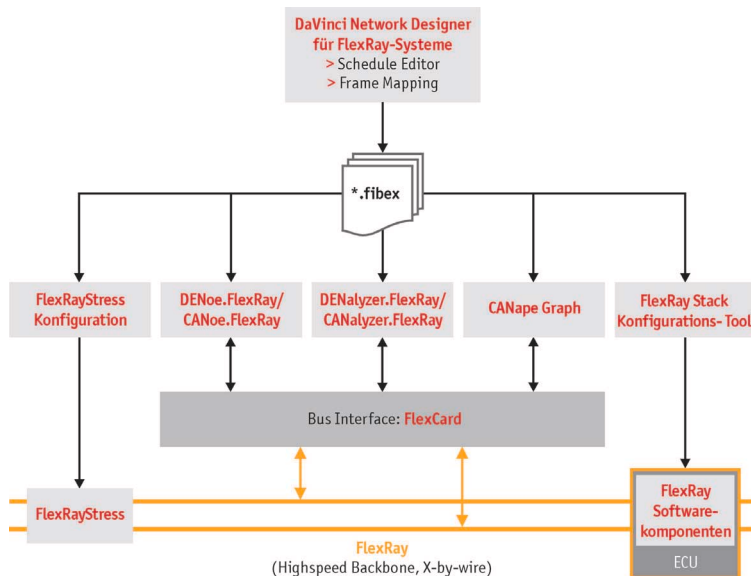 DaVinci Network Designer
für FlexRay-Systeme
> Schedule Editor
> Frame Mapping
*.fibex
FlexRayStress
Konfiguration
DENoe.FlexRay/
CANoe.FlexRay
DENalyzer.FlexRay/
CANalyzer.FlexRay
CANape Graph
FlexRay Stack
Konfigurations- Tool
Bus Interface: FlexCard
FlexRayStress
FlexRay
Software-
komponenten
ECU
FlexRay
(Highspeed Backbone, X-by-wire)